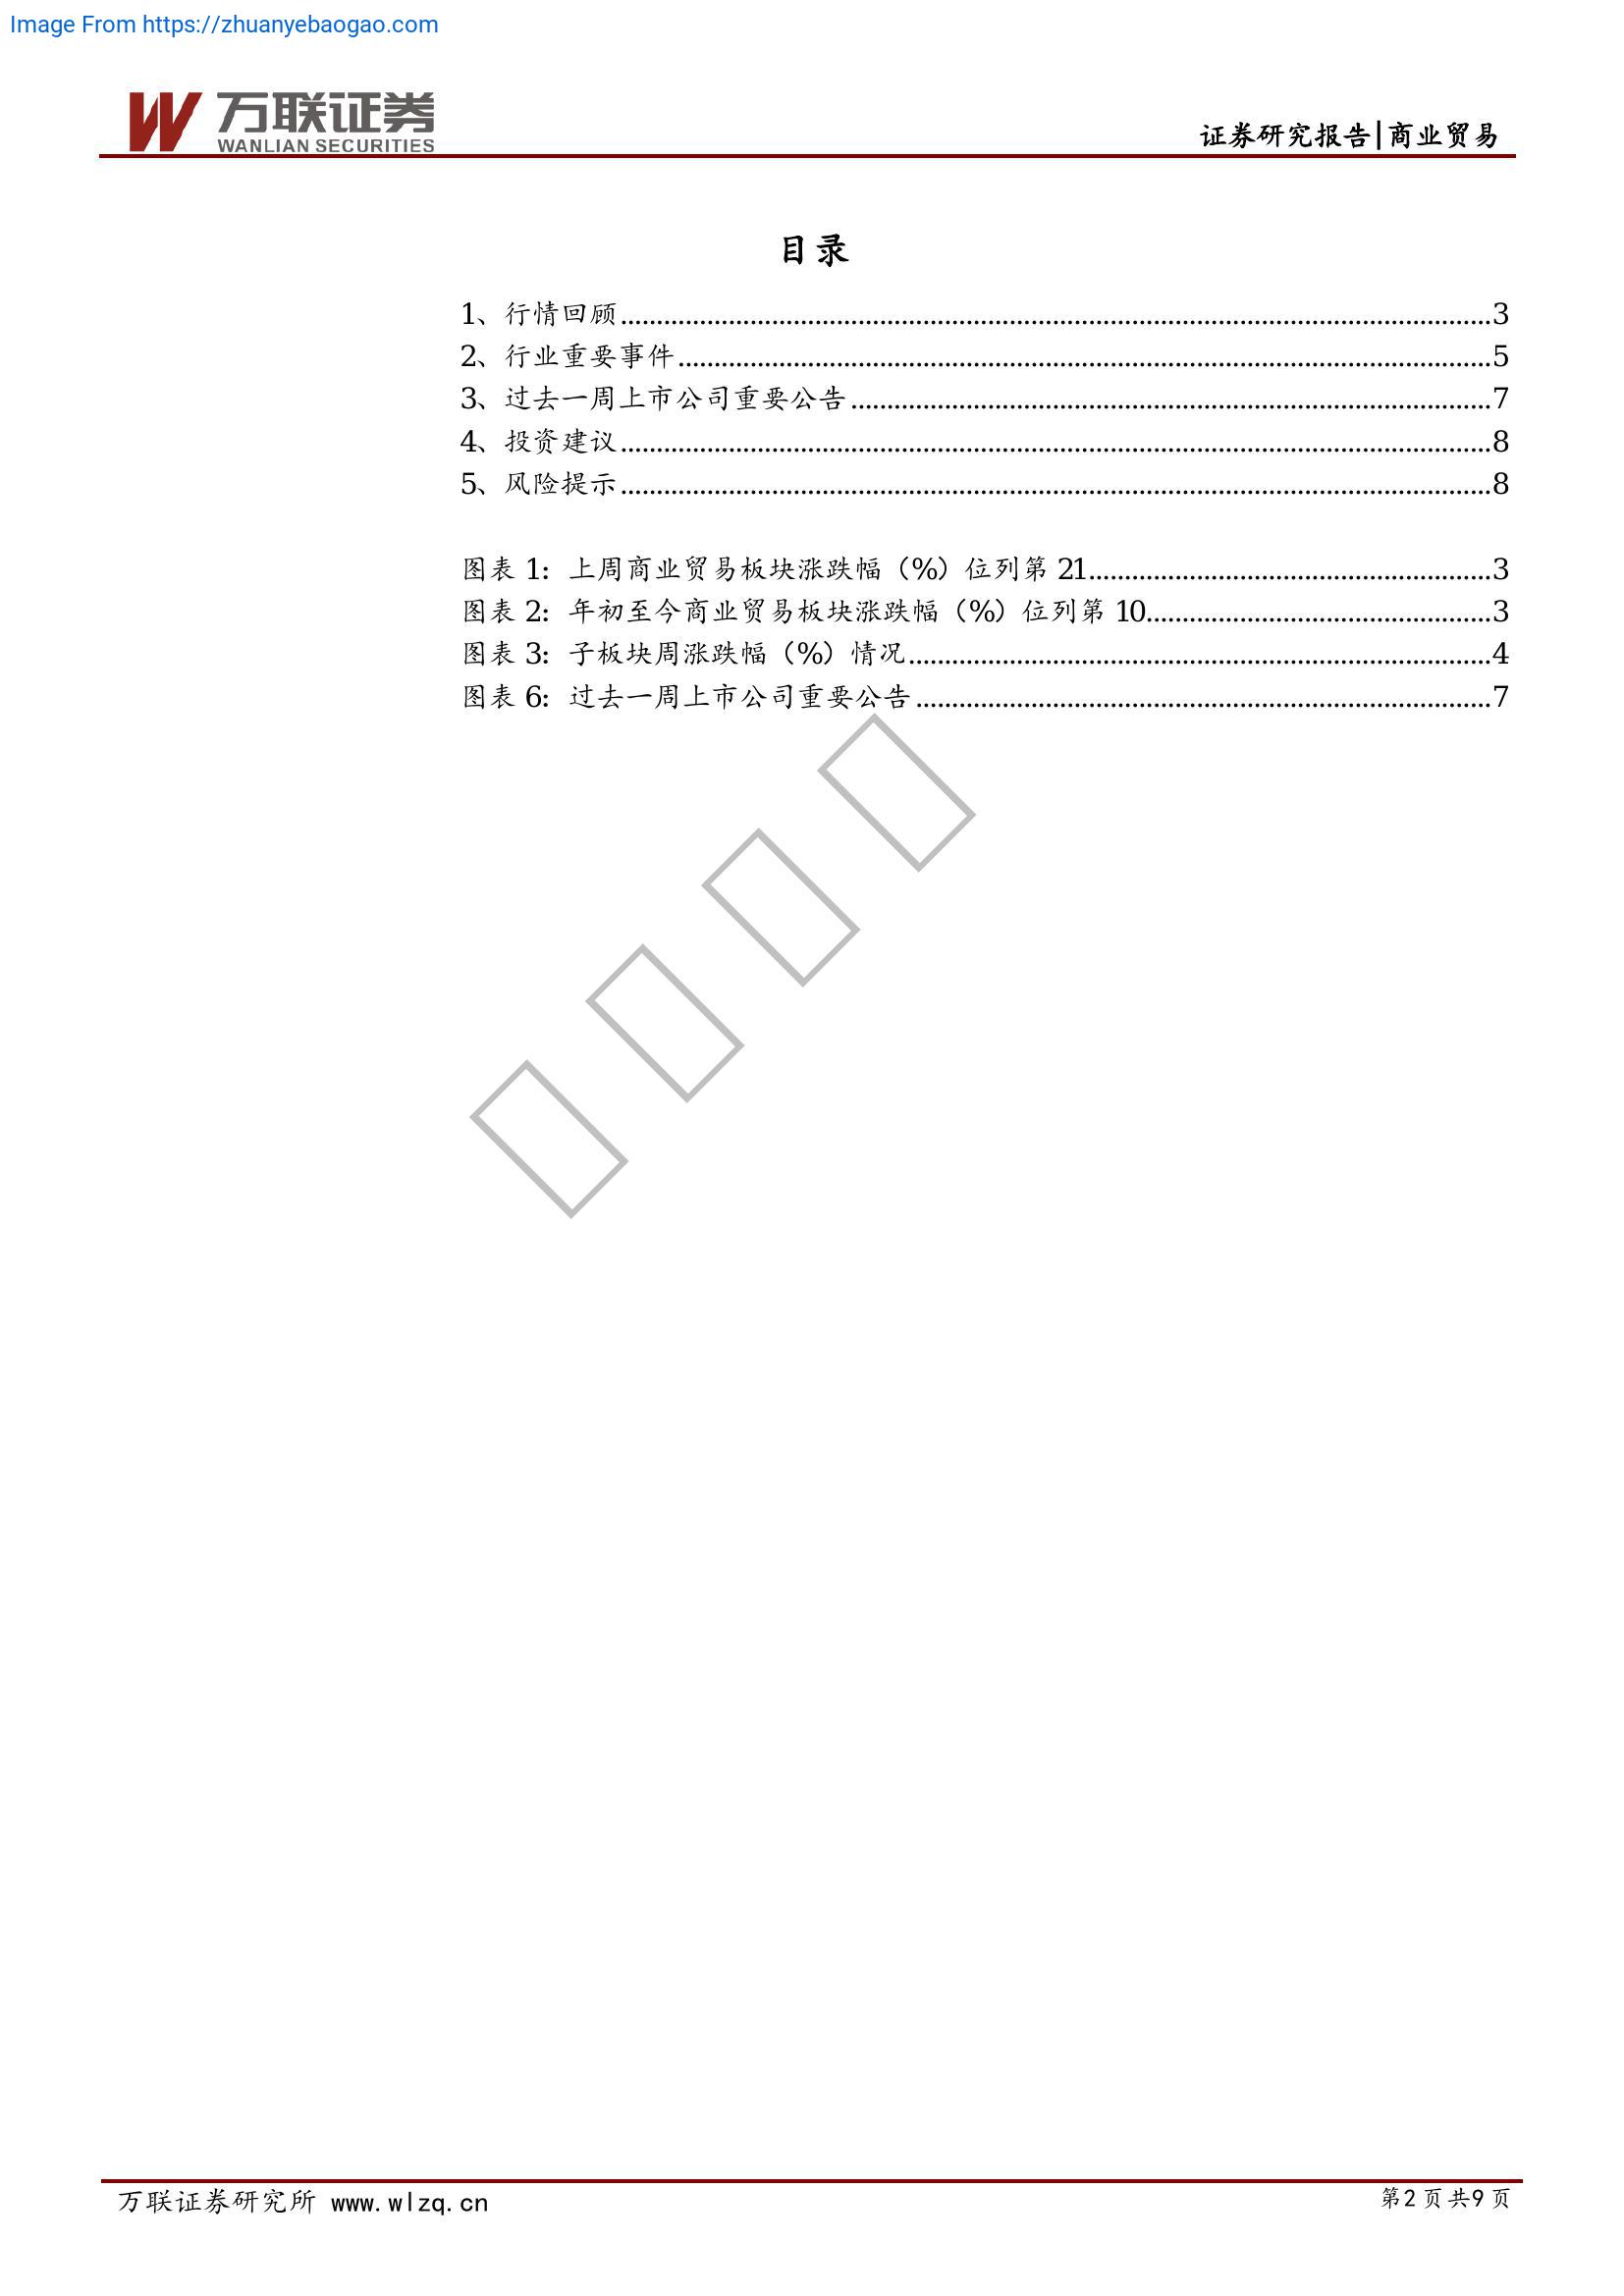 Image From https://zhuanyebaogao.com
万联证券
WANLIAN SECURITIES
证券研究报告|商业贸易
目录
1、行情回顾........3
2、行业重要事件........5
3、过去一周上市公司重要公告........7
4、投资建议........8
5、风险提示........8
图表 1: 上周商业贸易板块涨跌幅（%）位列第 21........3
图表 2: 年初至今商业贸易板块涨跌幅（%）位列第 10........3
图表 3: 子板块周涨跌幅（%）情况........4
图表 6: 过去一周上市公司重要公告........7
万联证券研究所 www.wlzq.cn
第2 页 共9 页